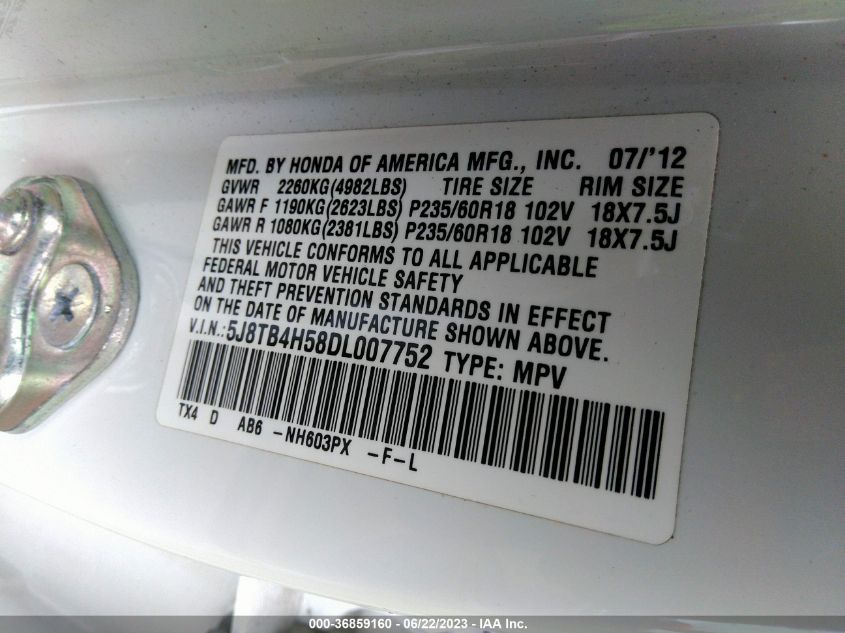 MFD. BY HONDA OF AMERICA MFG., INC. 07/'12
GVWR 2260KG(4982LBS) TIRE SIZE RIM SIZE
GAWR F 1190KG(2623LBS) P235/60R18 102V 18X7.5J
GAWR R 1080KG(2381LBS) P235/60R18 102V 18X7.5J
THIS VEHICLE CONFORMS TO ALL APPLICABLE
FEDERAL MOTOR VEHICLE SAFETY
AND THEFT PREVENTION STANDARDS IN EFFECT
ON THE DATE OF MANUFACTURE SHOWN ABOVE.
V.I.N.: 5J8TB4H58DL007752 TYPE: MPV
TX4 D AB6 -NH603PX -F-L
000-36859160 - 06/22/2023 - IAA Inc.